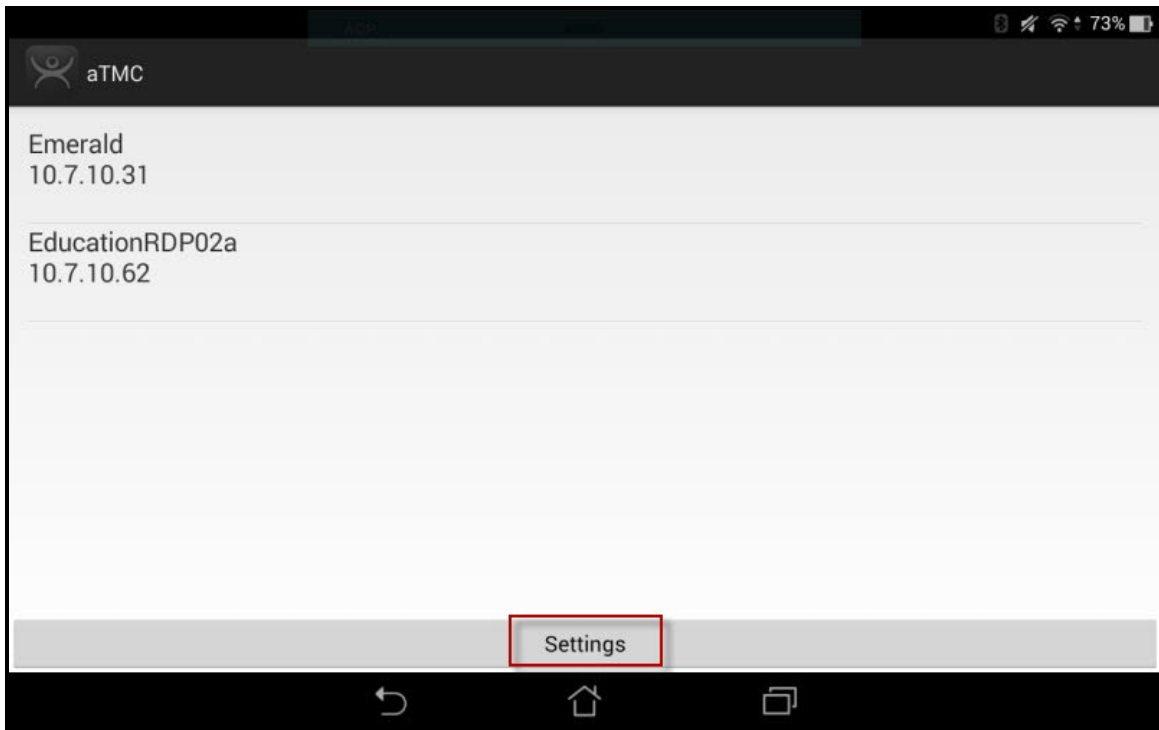 73%
aTMC
Emerald
10.7.10.31
EducationRDP02a
10.7.10.62
Settings